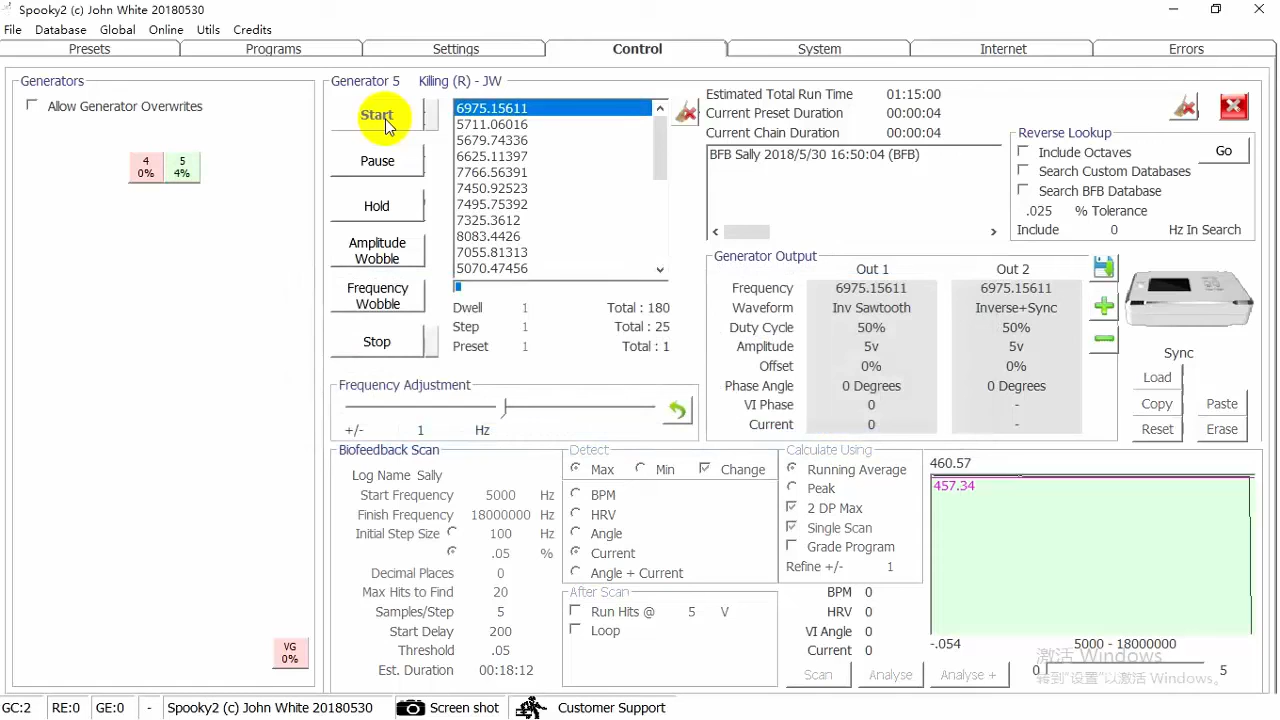 Spooky2 (c) John White 20180530
File Database Global Online Utils Credits
Presets Programs Settings Control System Internet Errors
Generators
Allow Generator Overwrites
4 5
0% 4%
VG
0%
Generator 5 Killing (R) - JW
Start
Pause
Hold
Amplitude
Wobble
Frequency
Wobble
Stop
6975.15611
5711.06016
5679.74336
6625.11397
7766.56391
7450.92523
7495.75392
7325.3612
8083.4426
7055.81313
5070.47456
Dwell 1 Total : 180
Step 1 Total : 25
Preset 1 Total : 1
Estimated Total Run Time 01:15:00
Current Preset Duration 00:00:04
Current Chain Duration 00:00:04
BFB Sally 2018/5/30 16:50:04 (BFB)
Reverse Lookup
Include Octaves
Go
Search Custom Databases
Search BFB Database
.025 % Tolerance
Include 0 Hz In Search
Frequency Adjustment
+/- 1 Hz
Generator Output
Out 1 Out 2
Frequency 6975.15611 6975.15611
Waveform Inv Sawtooth Inverse+Sync
Duty Cycle 50% 50%
Amplitude 5v 5v
Offset 0% 0%
Phase Angle 0 Degrees 0 Degrees
VI Phase 0 -
Current 0 -
Sync
Load
Copy Paste
Reset Erase
Biofeedback Scan
Log Name Sally
Start Frequency 5000 Hz
Finish Frequency 18000000 Hz
Initial Step Size 100 Hz
.05 %
Decimal Places 0
Max Hits to Find 20
Samples/Step 5
Start Delay 200
Threshold .05
Est. Duration 00:18:12
Detect
Max Min Change
BPM
HRV
Angle
Current
Angle + Current
After Scan
Run Hits @ 5 V
Loop
Calculate Using
Running Average
Peak
2 DP Max
Single Scan
Grade Program
Refine +/- 1
BPM 0
HRV 0
VI Angle 0
Current 0
Scan Analyse Analyse +
460.57
457.34
-.054 5000 - 18000000
0 5
激活 Windows
转到"设置"以激活 Windows。
GC:2 RE:0 GE:0 - Spooky2 (c) John White 20180530 Screen shot Customer Support